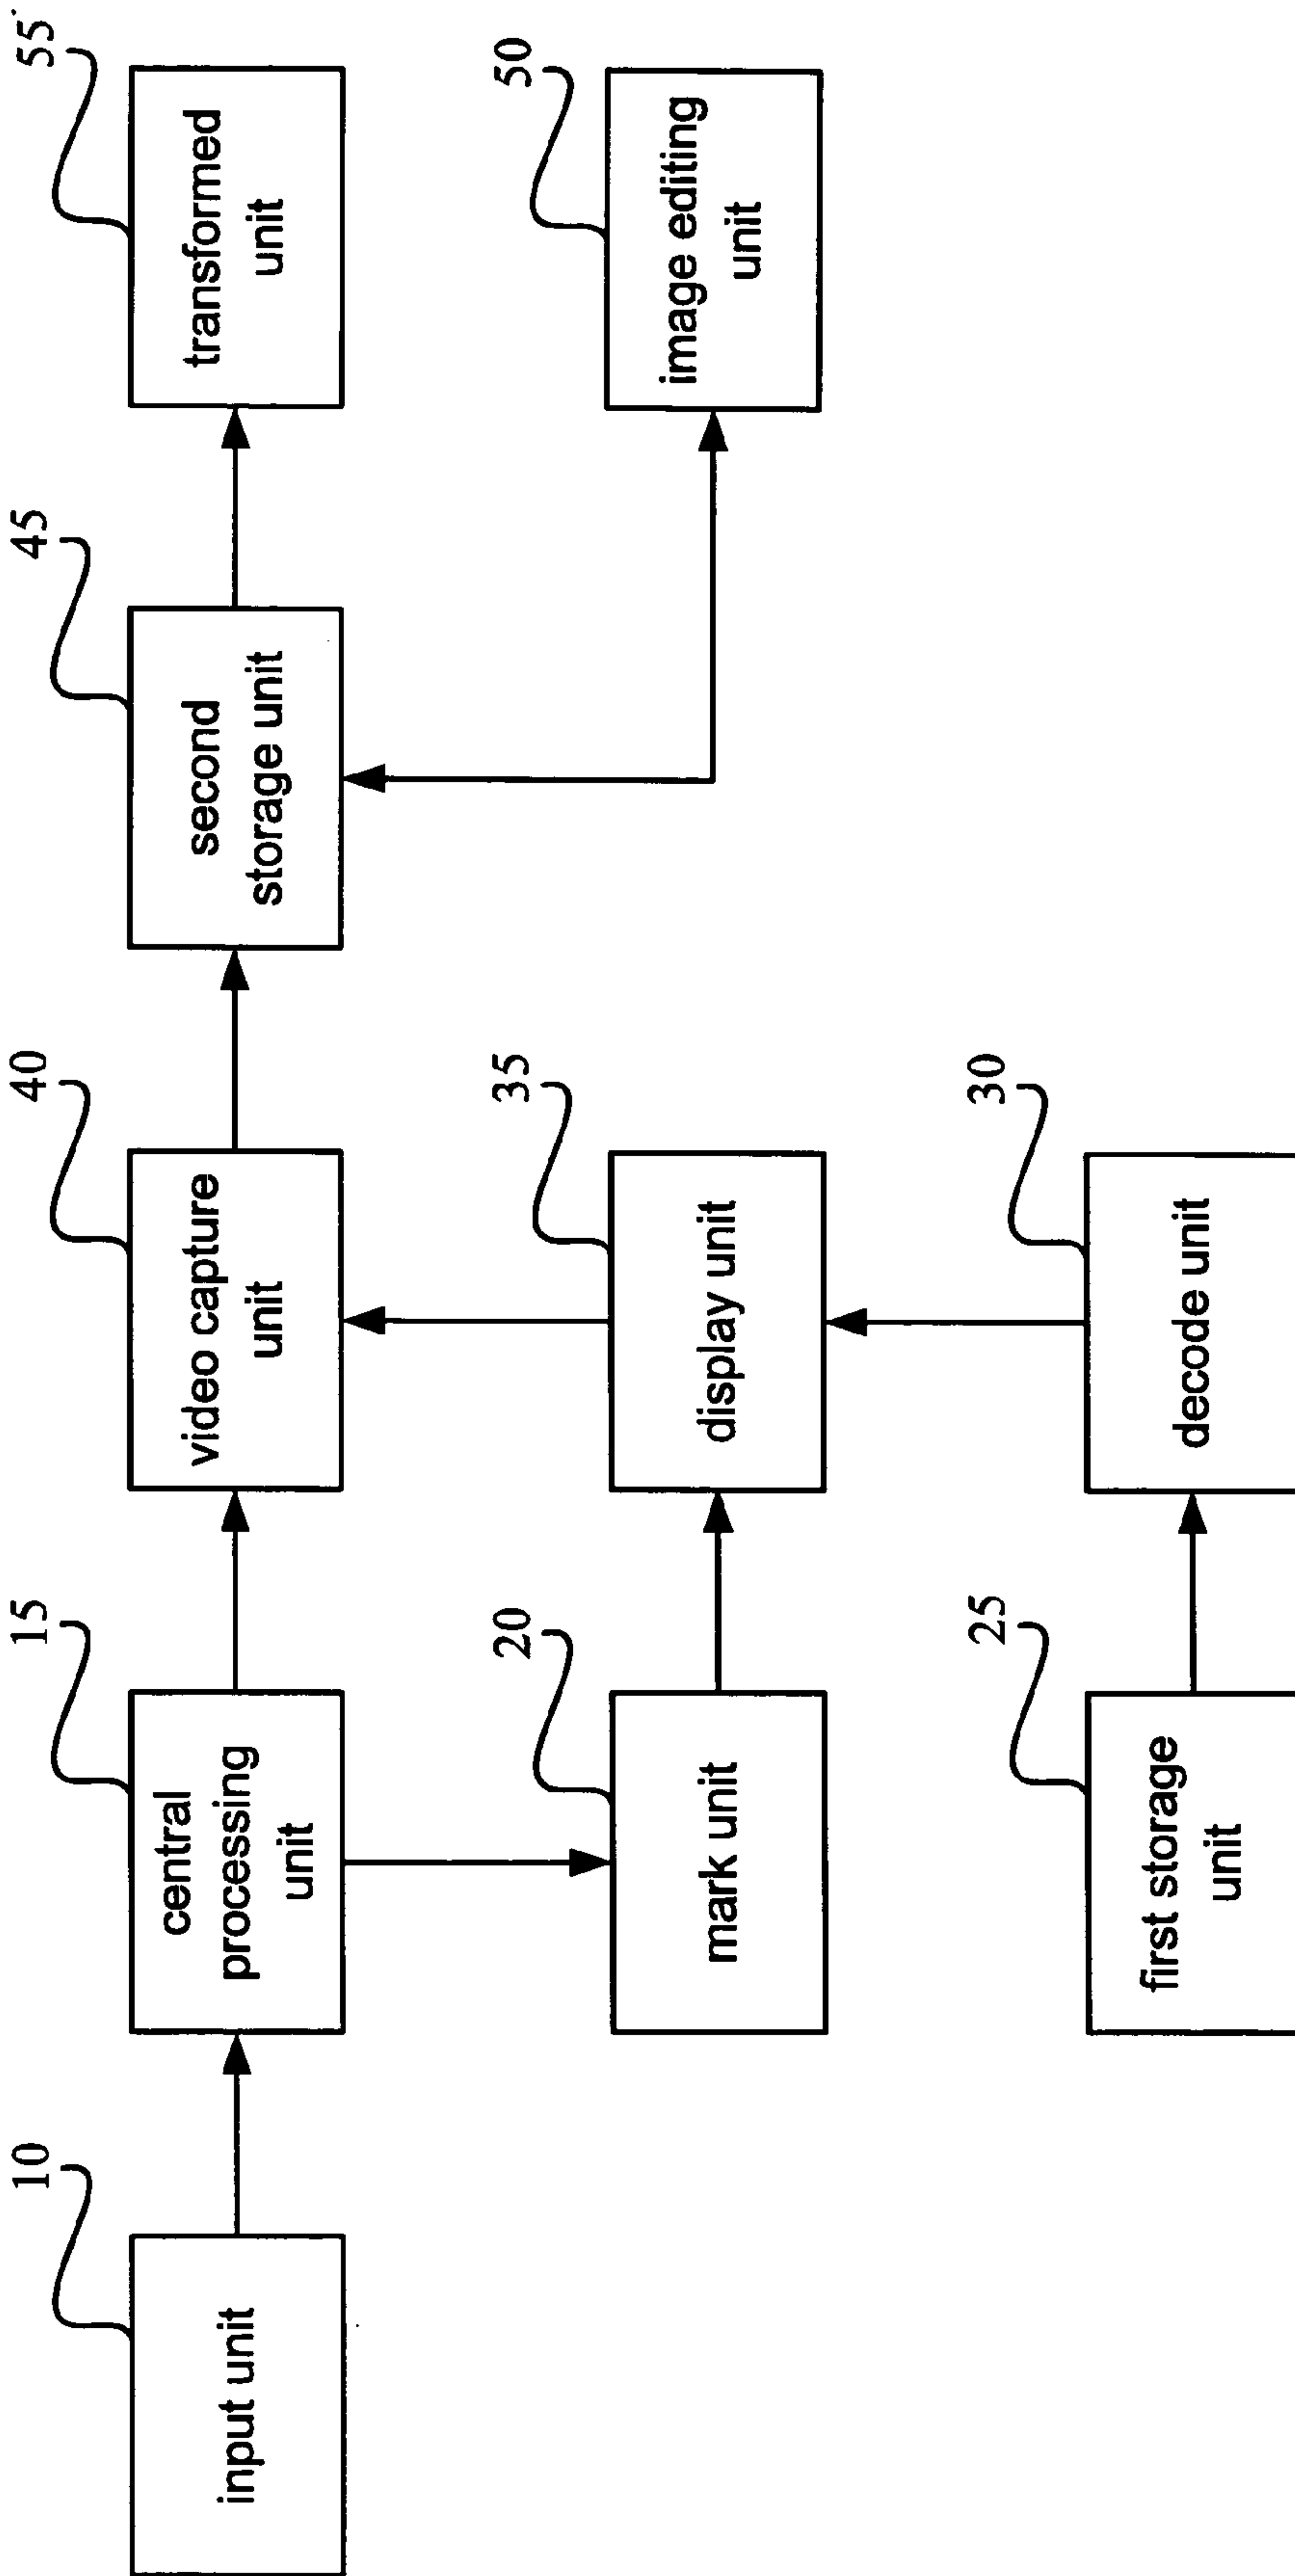 10
input unit
15
central
processing
unit
40
video capture
unit
45
second
storage unit
55
transformed
unit
20
mark unit
35
display unit
50
image editing
unit
25
first storage
unit
30
decode unit